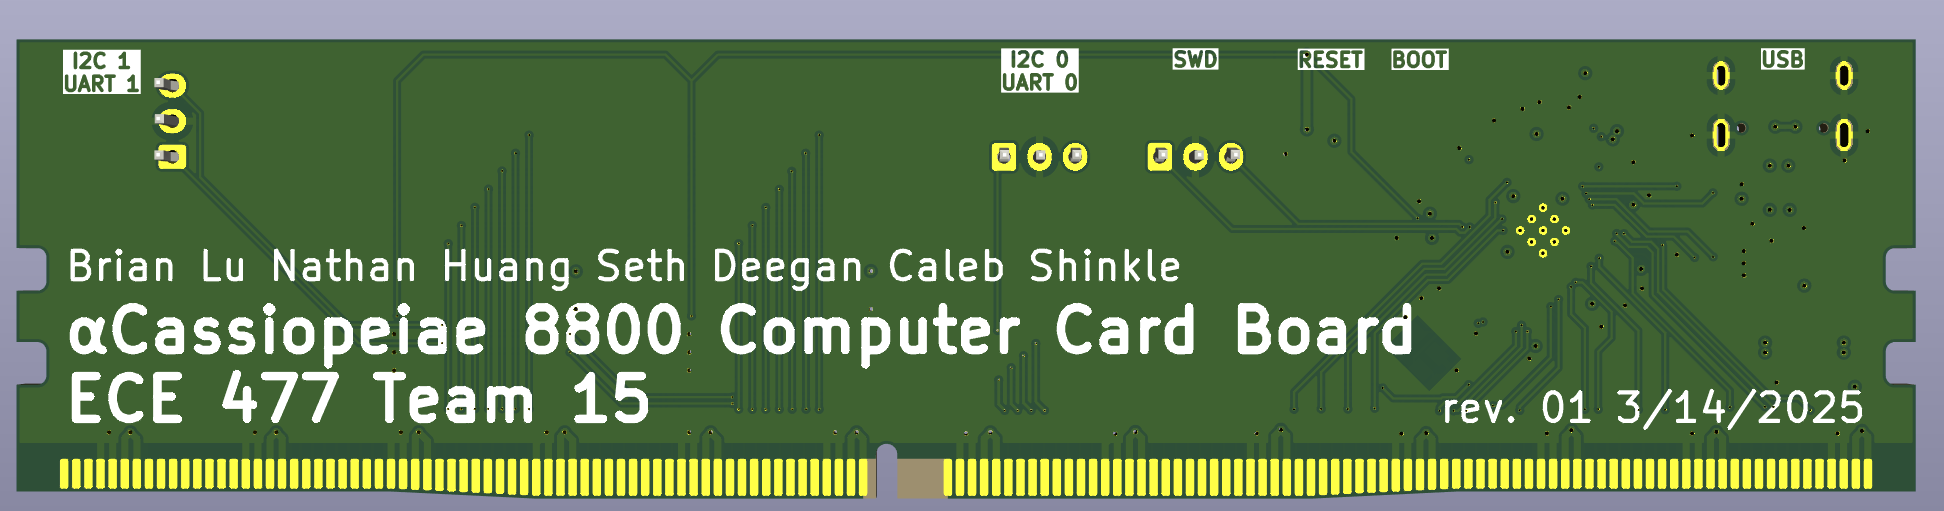 I2C 1
UART 1
I2C 0
UART 0
SWD
RESET
BOOT
USB
Brian Lu Nathan Huang Seth Deegan Caleb Shinkle
αCassiopeiae 8800 Computer Card Board
ECE 477 Team 15
rev. 01 3/14/2025